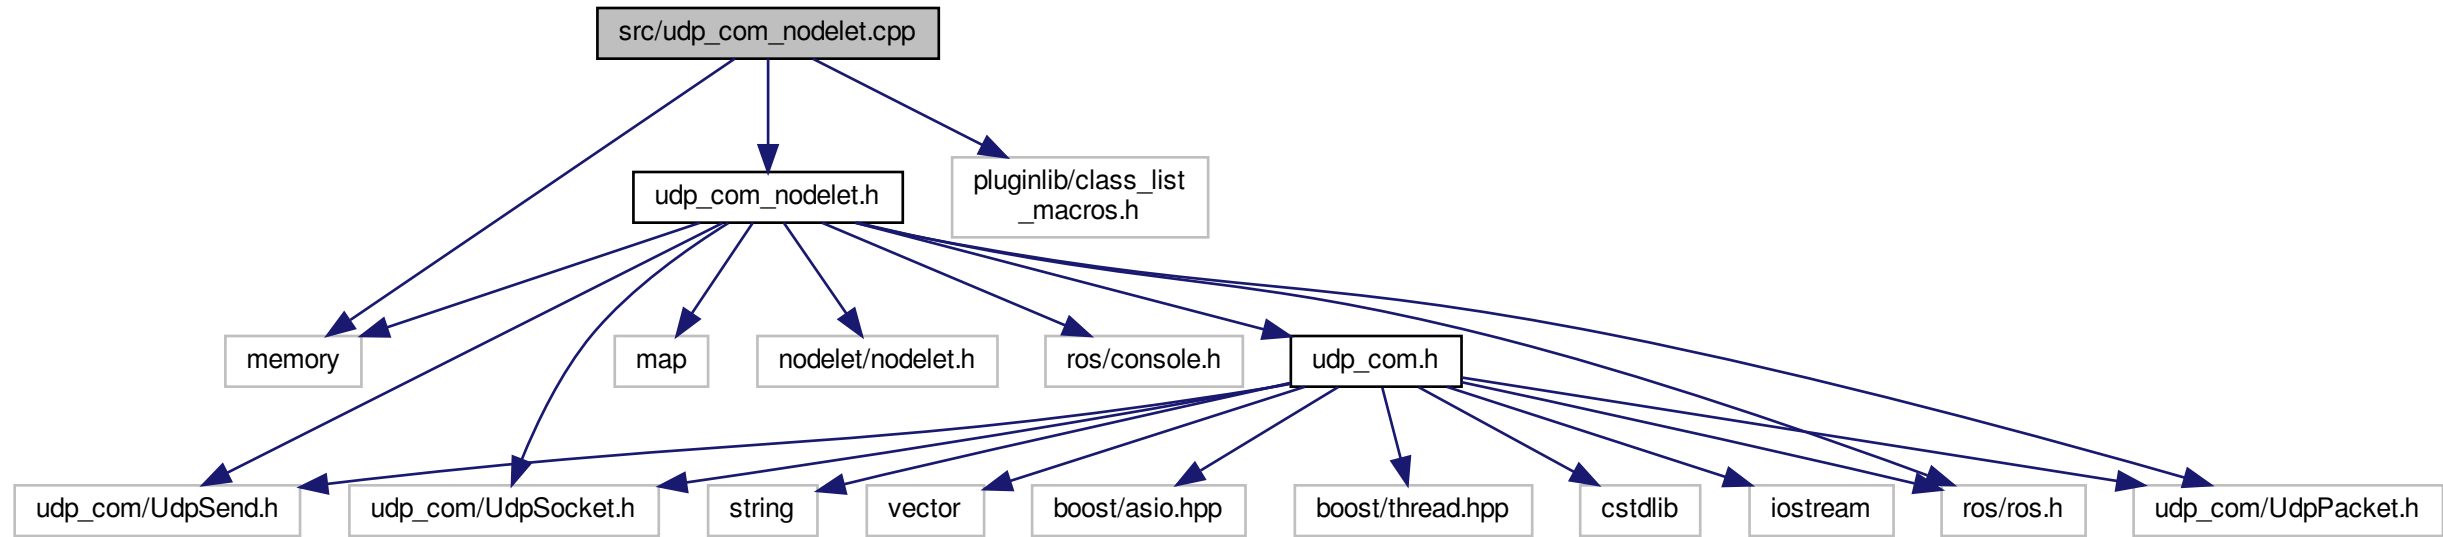 src/udp_com_nodelet.cpp
udp_com_nodelet.h
pluginlib/class_list
_macros.h
memory
map
nodelet/nodelet.h
ros/console.h
udp_com.h
udp_com/UdpSend.h
udp_com/UdpSocket.h
string
vector
boost/asio.hpp
boost/thread.hpp
cstdlib
iostream
ros/ros.h
udp_com/UdpPacket.h